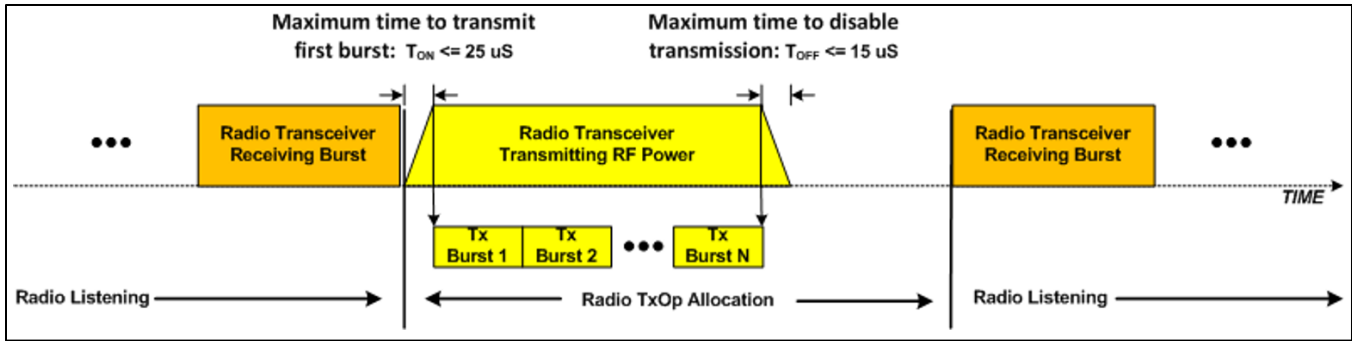 Maximum time to transmit
first burst: TON <= 25 uS
Maximum time to disable
transmission: TOFF <= 15 uS
•••
Radio Transceiver
Receiving Burst
Radio Transceiver
Transmitting RF Power
Radio Transceiver
Receiving Burst
•••
TIME
Tx
Burst 1
Tx
Burst 2
•••
Tx
Burst N
Radio Listening
Radio TxOp Allocation
Radio Listening